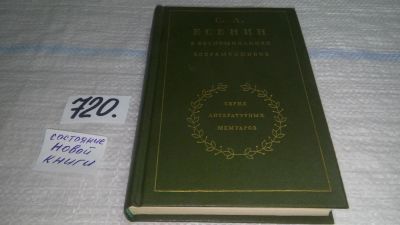 720.
СОСТОЯНИЕ
НОВОЙ
КНИГИ
С. А.
ЕСЕНИН
В ВОСПОМИНАНИЯХ
СОВРЕМЕННИКОВ
СЕРИЯ
ЛИТЕРАТУРНЫХ
МЕМУАРОВ